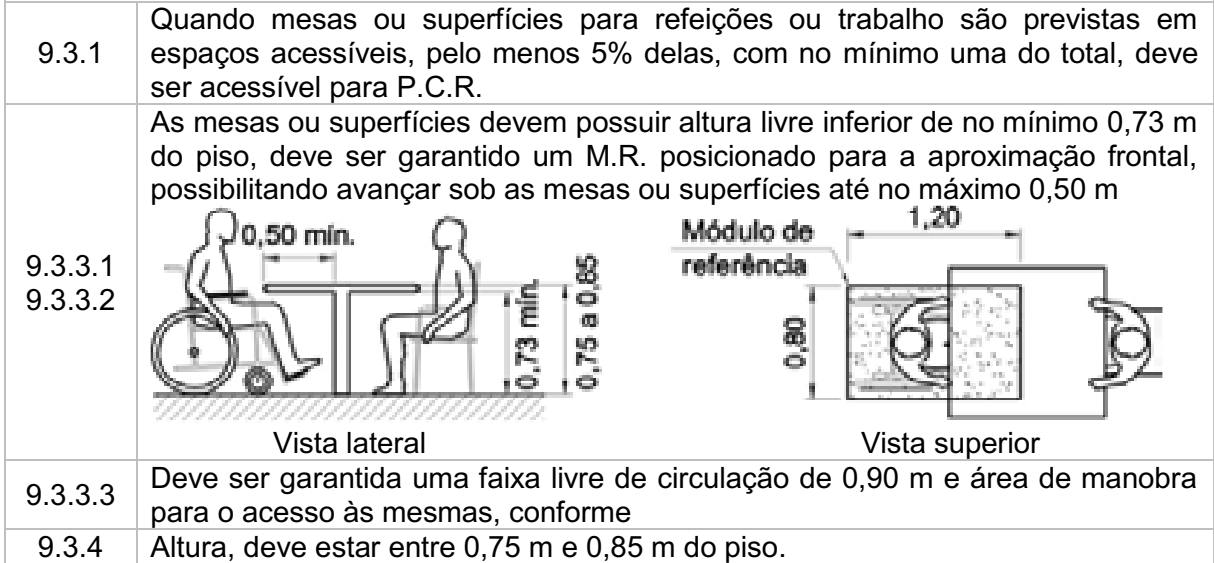 9.3.1
Quando mesas ou superfícies para refeições ou trabalho são previstas em
espaços acessíveis, pelo menos 5% delas, com no mínimo uma do total, deve
ser acessível para P.C.R.
9.3.3.1
9.3.3.2
As mesas ou superfícies devem possuir altura livre inferior de no mínimo 0,73 m
do piso, deve ser garantido um M.R. posicionado para a aproximação frontal,
possibilitando avançar sob as mesas ou superfícies até no máximo 0,50 m
0,50 mín.
0,73 mín.
0,75 a 0,85
Vista lateral
Módulo de
referência
1,20
0,80
Vista superior
9.3.3.3
Deve ser garantida uma faixa livre de circulação de 0,90 m e área de manobra
para o acesso às mesmas, conforme
9.3.4
Altura, deve estar entre 0,75 m e 0,85 m do piso.